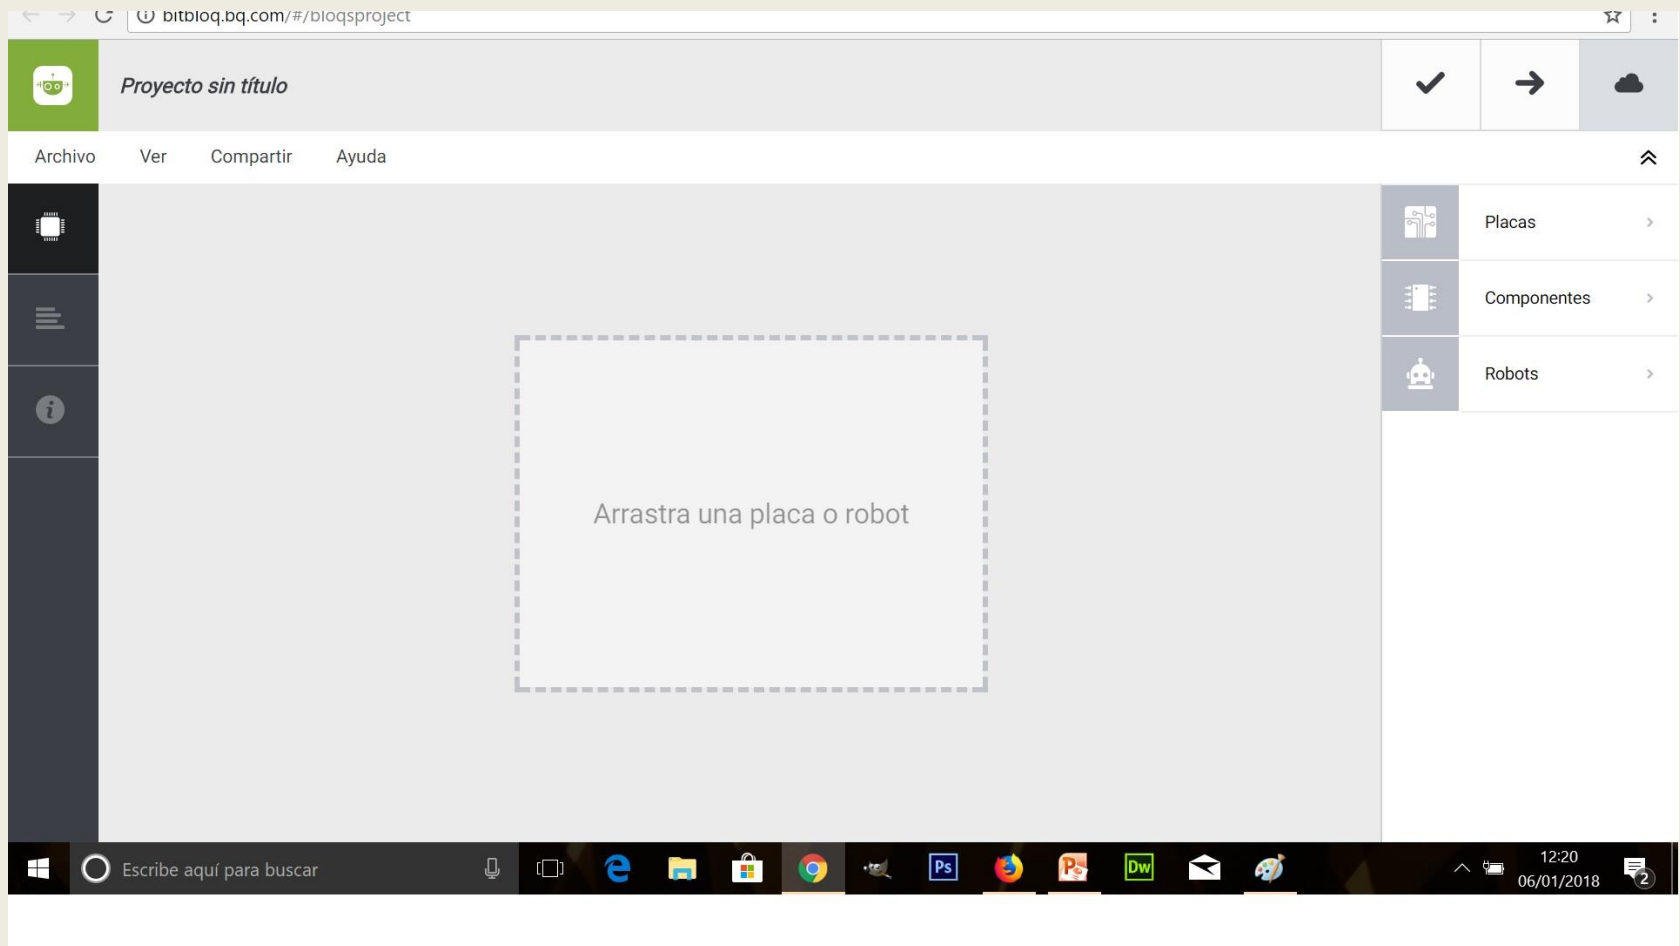 bitbloq.bq.com/#/bloqsproject
Proyecto sin título
Archivo Ver Compartir Ayuda
Placas
Componentes
Robots
Arrastra una placa o robot
Escribe aquí para buscar
Ps
Dw
12:20
06/01/2018
2